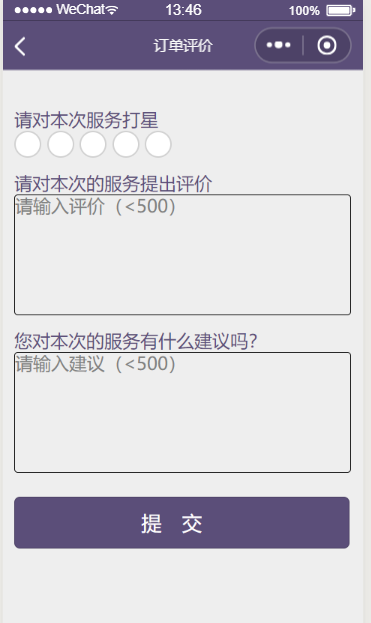 WeChat 13:46 100%
订单评价
请对本次服务打星
请对本次的服务提出评价
请输入评价（<500）
您对本次的服务有什么建议吗?
请输入建议（<500）
提 交